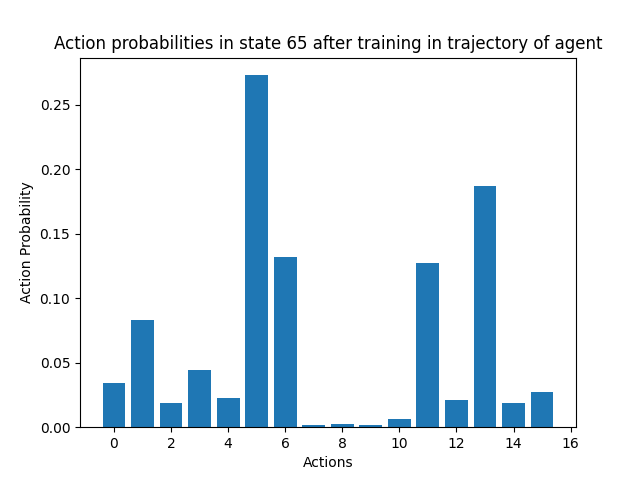 Action probabilities in state 65 after training in trajectory of agent
0.25
0.20
0.15
0.10
0.05
0.00
Action Probability
0 2 4 6 8 10 12 14 16
Actions